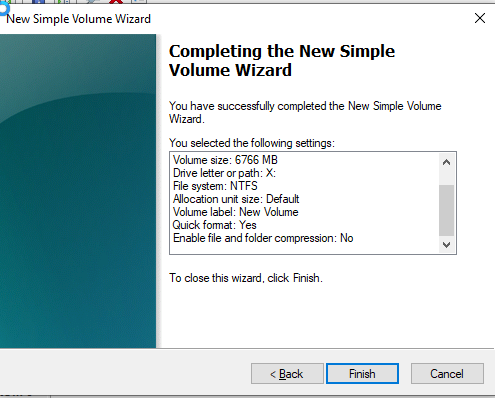 New Simple Volume Wizard
Completing the New Simple
Volume Wizard
You have successfully completed the New Simple Volume
Wizard.
You selected the following settings:
Volume size: 6766 MB
Drive letter or path: X:
File system: NTFS
Allocation unit size: Default
Volume label: New Volume
Quick format: Yes
Enable file and folder compression: No
To close this wizard, click Finish.
< Back
Finish
Cancel